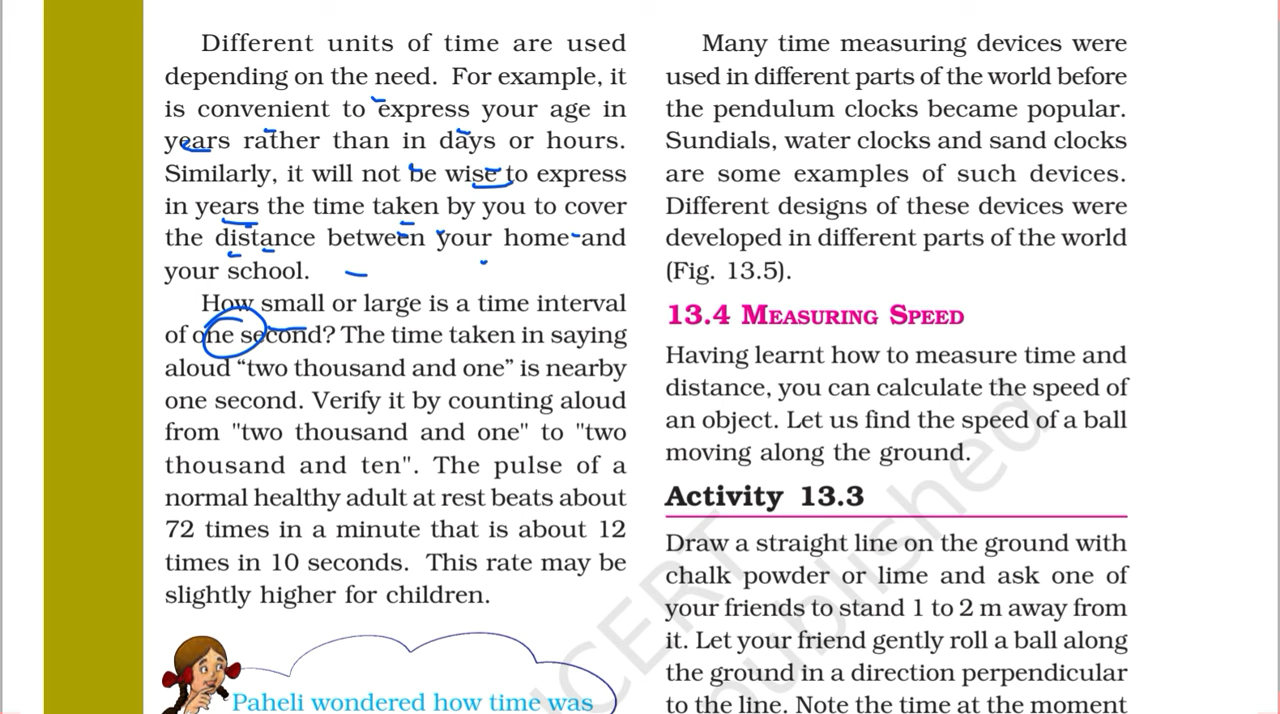 Different units of time are used
depending on the need. For example, it
is convenient to express your age in
years rather than in days or hours.
Similarly, it will not be wise to express
in years the time taken by you to cover
the distance between your home and
your school.
How small or large is a time interval
of one second? The time taken in saying
aloud “two thousand and one” is nearby
one second. Verify it by counting aloud
from "two thousand and one" to "two
thousand and ten". The pulse of a
normal healthy adult at rest beats about
72 times in a minute that is about 12
times in 10 seconds. This rate may be
slightly higher for children.
Paheli wondered how time was
Many time measuring devices were
used in different parts of the world before
the pendulum clocks became popular.
Sundials, water clocks and sand clocks
are some examples of such devices.
Different designs of these devices were
developed in different parts of the world
(Fig. 13.5).
13.4 MEASURING SPEED
Having learnt how to measure time and
distance, you can calculate the speed of
an object. Let us find the speed of a ball
moving along the ground.
Activity 13.3
Draw a straight line on the ground with
chalk powder or lime and ask one of
your friends to stand 1 to 2 m away from
it. Let your friend gently roll a ball along
the ground in a direction perpendicular
to the line. Note the time at the moment
NCERT
published